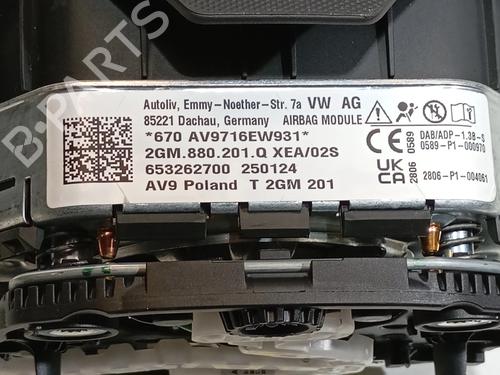 Autoliv, Emmy-Noether-Str. 7a VW AG
85221 Dachau, Germany AIRBAG MODULE
*670 AV9716EW931*
2GM.880.201.Q XEA/02S
653262700 250124
AV9 Poland T 2GM 201
CE 0589
DAB/ADP-1.38-S
0589-P1-000970
UKCA 2806
2806-P1-004061
B-PARTS